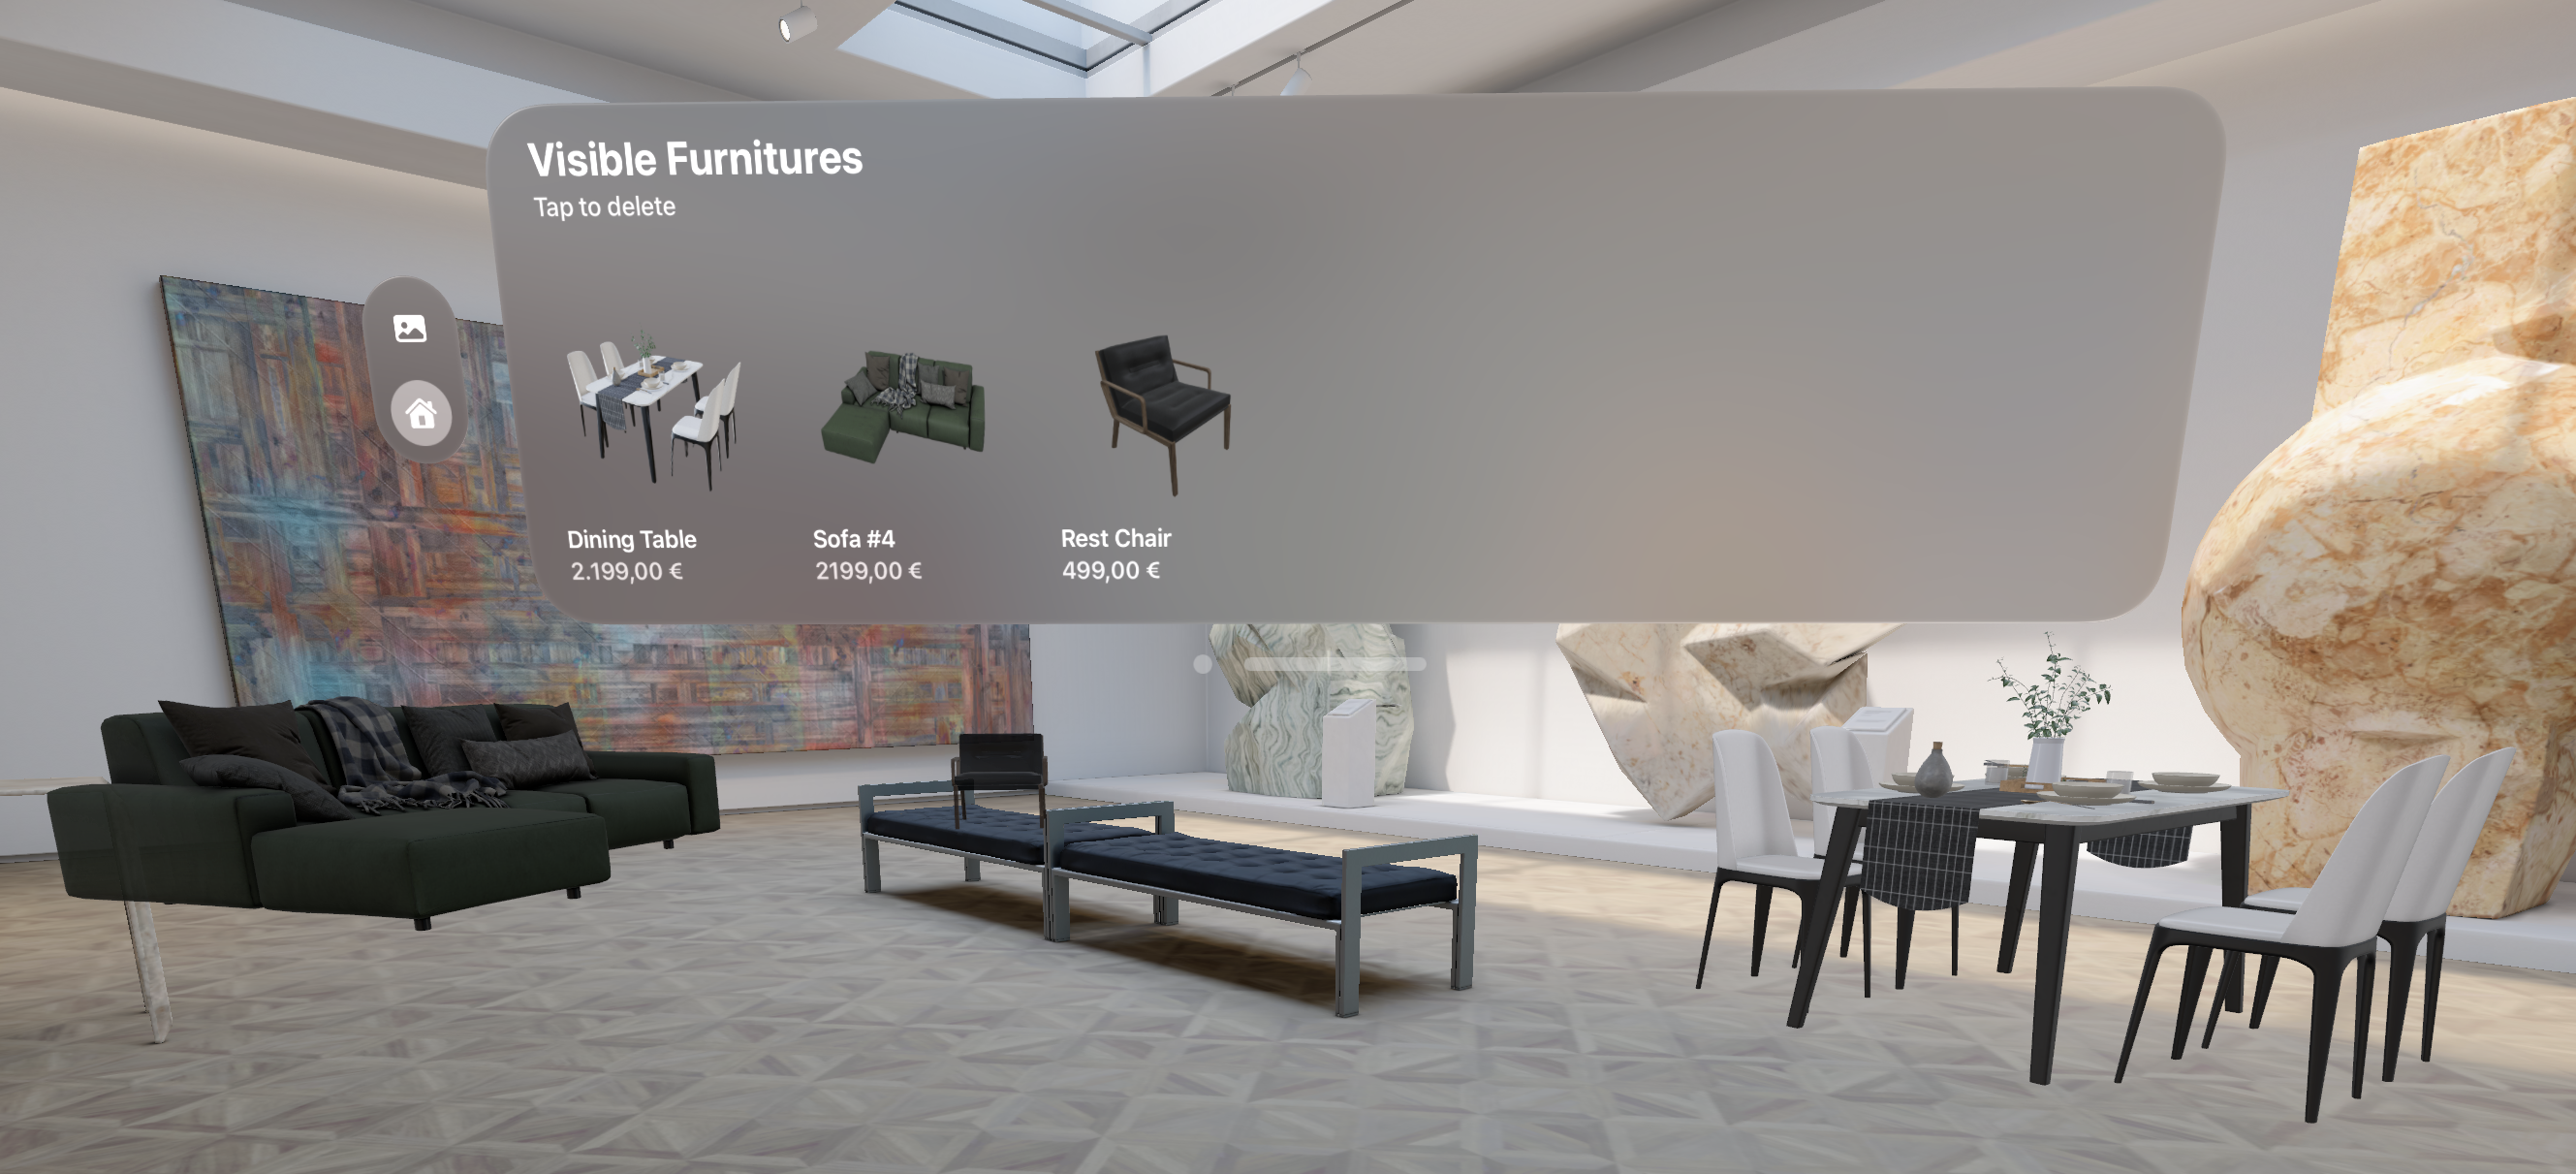 Visible Furnitures
Tap to delete
Dining Table
2.199,00 €
Sofa #4
2199,00 €
Rest Chair
499,00 €